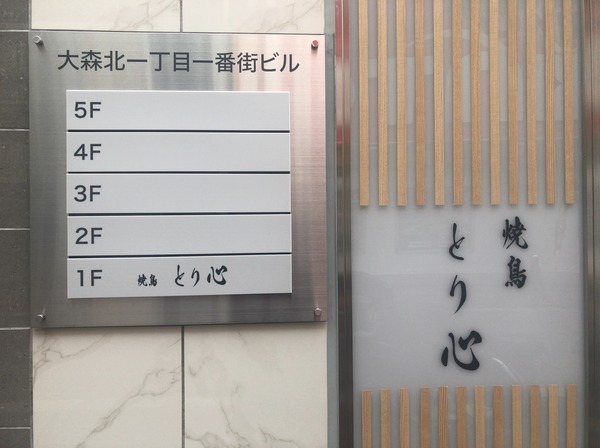 大森北一丁目一番街ビル
5F
4F
3F
2F
1F 焼鳥 とり心
焼鳥
とり心